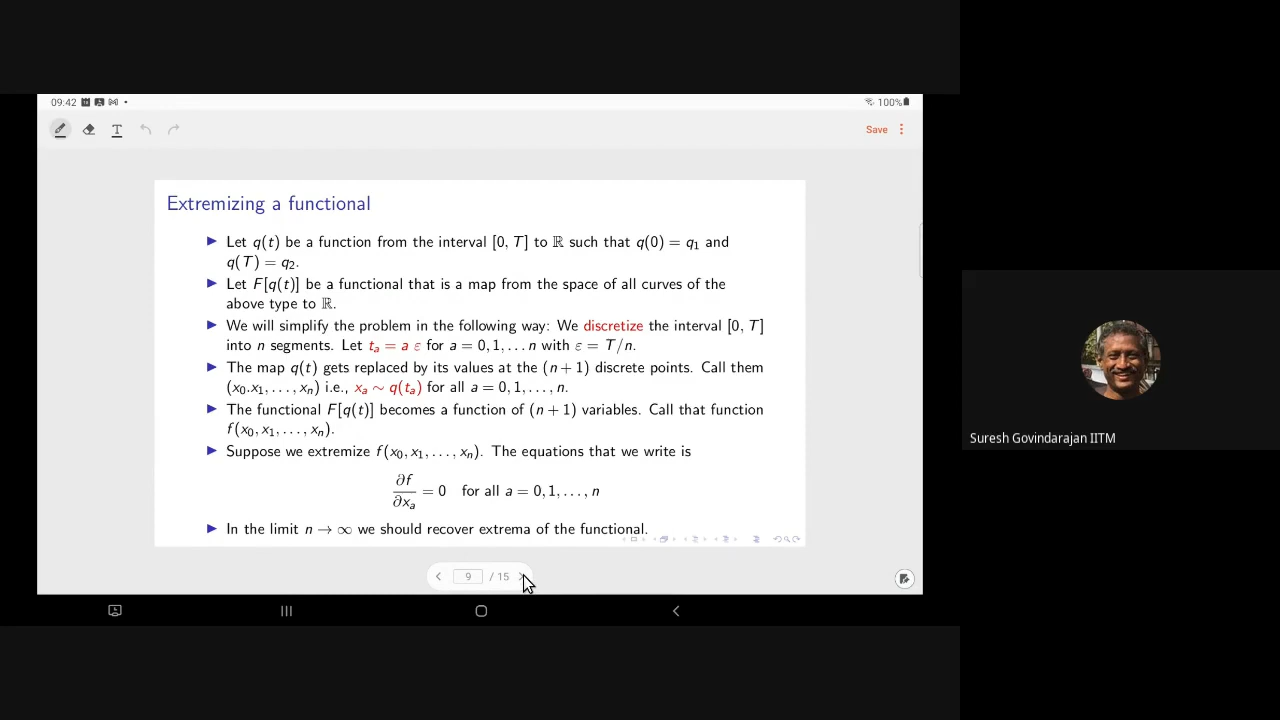 09:42
100%
T
Save
Extremizing a functional
▶ Let q(t) be a function from the interval [0, T] to ℝ such that q(0) = q₁ and
q(T) = q₂.
▶ Let F[q(t)] be a functional that is a map from the space of all curves of the
above type to ℝ.
▶ We will simplify the problem in the following way: We discretize the interval [0, T]
into n segments. Let tₐ = a ε for a = 0, 1, . . . n with ε = T/n.
▶ The map q(t) gets replaced by its values at the (n + 1) discrete points. Call them
(x₀.x₁, . . . , xₙ) i.e., xₐ ∼ q(tₐ) for all a = 0, 1, . . . , n.
▶ The functional F[q(t)] becomes a function of (n + 1) variables. Call that function
f(x₀, x₁, . . . , xₙ).
▶ Suppose we extremize f(x₀, x₁, . . . , xₙ). The equations that we write is
∂f/∂xₐ = 0 for all a = 0, 1, . . . , n
▶ In the limit n → ∞ we should recover extrema of the functional.
9 / 15
Suresh Govindarajan IITM